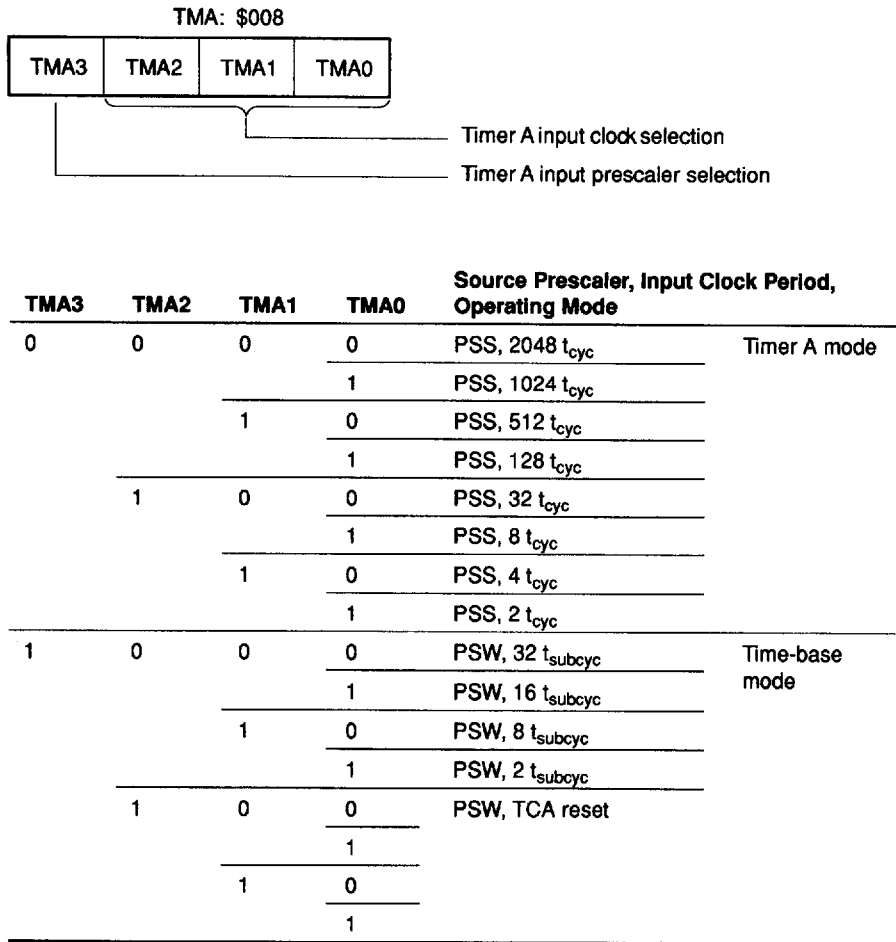 TMA: $008
TMA3 TMA2 TMA1 TMA0
Timer A input clock selection
Timer A input prescaler selection
Source Prescaler, Input Clock Period,
TMA3 TMA2 TMA1 TMA0 Operating Mode
0 0 0 0 PSS, 2048 tcyc Timer A mode
1 PSS, 1024 tcyc
1 0 PSS, 512 tcyc
1 PSS, 128 tcyc
1 0 0 PSS, 32 tcyc
1 PSS, 8 tcyc
1 0 PSS, 4 tcyc
1 PSS, 2 tcyc
1 0 0 0 PSW, 32 tsubcyc Time-base
1 PSW, 16 tsubcyc mode
1 0 PSW, 8 tsubcyc
1 PSW, 2 tsubcyc
1 0 0 PSW, TCA reset
1
1 0
1